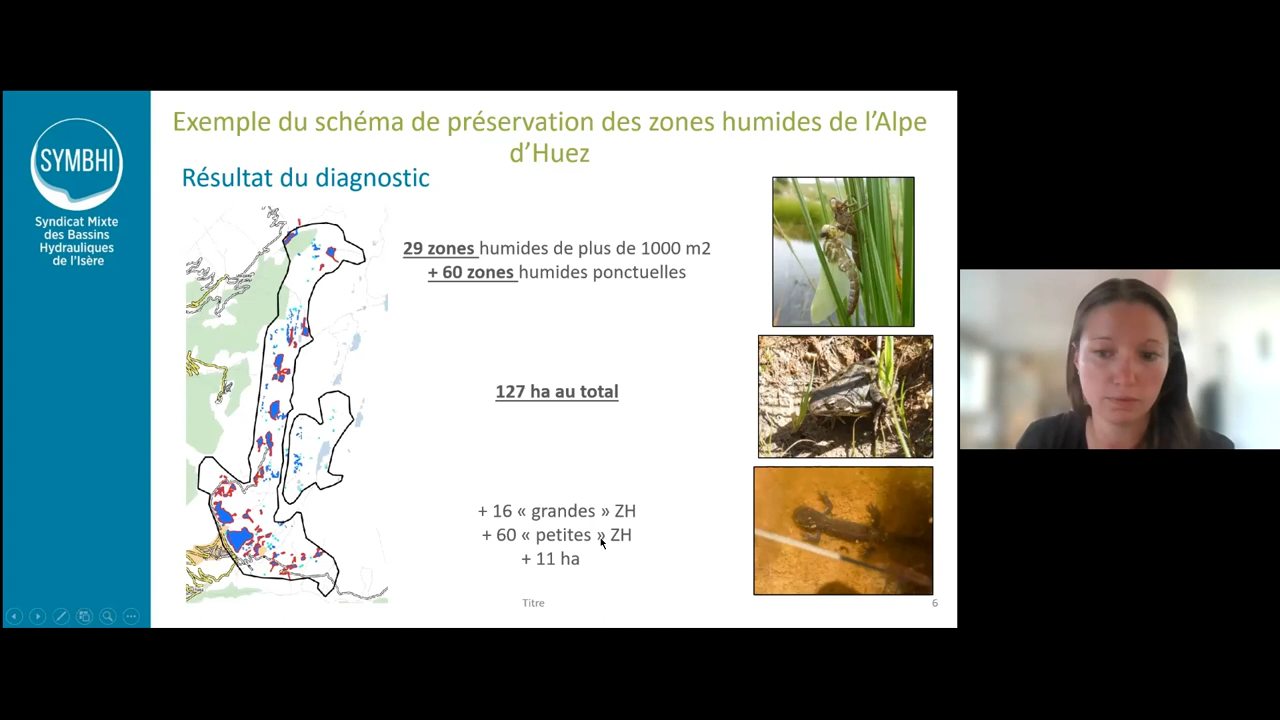 Exemple du schéma de préservation des zones humides de l’Alpe
d’Huez
Résultat du diagnostic
SYMBHI
Syndicat Mixte
des Bassins
Hydrauliques
de l’Isère
29 zones humides de plus de 1000 m2
+ 60 zones humides ponctuelles
127 ha au total
+ 16 « grandes » ZH
+ 60 « petites » ZH
+ 11 ha
Titre
6